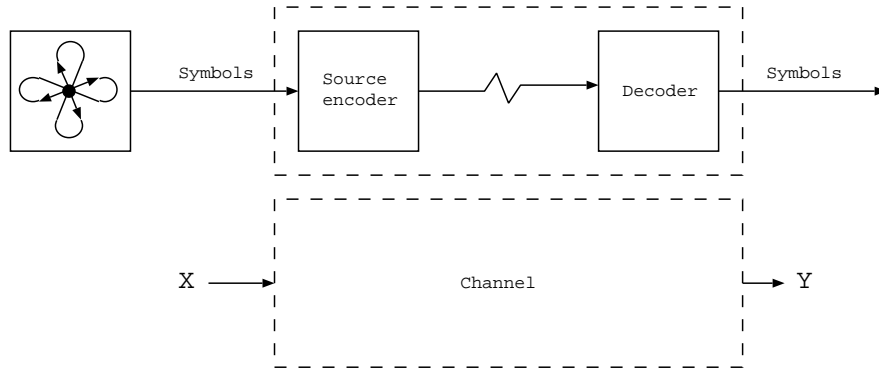 Symbols
Source
encoder
Decoder
Symbols
X
Channel
Y